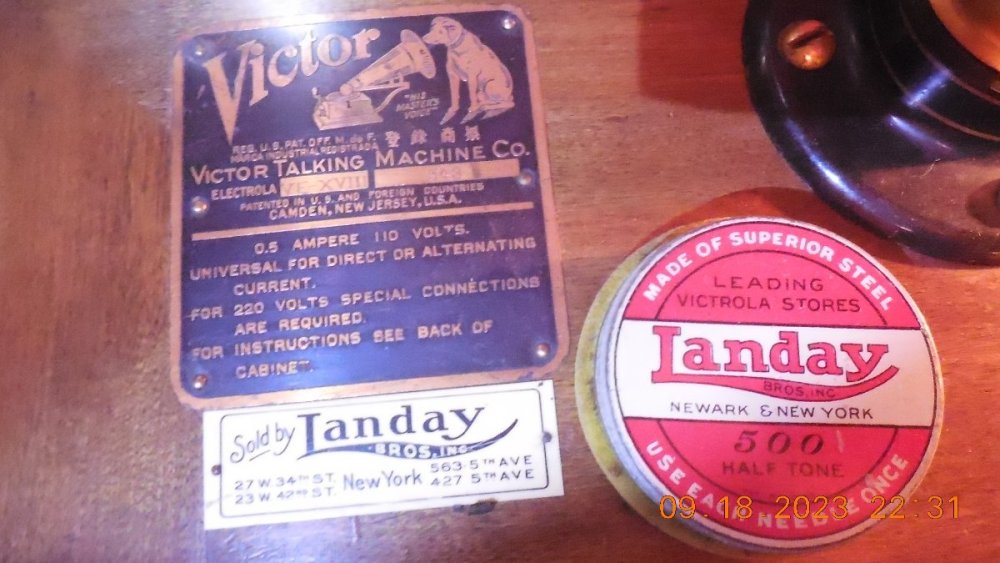 Victor
"HIS
MASTER'S
VOICE"
REG. U.S. PAT. OFF. M. de F.
MARCA INDUSTRIAL REGISTRADA
VICTOR TALKING MACHINE CO.
ELECTROLA VE-XVIII
PATENTED IN U.S. AND FOREIGN COUNTRIES
CAMDEN, NEW JERSEY, U.S.A.
0.5 AMPERE 110 VOLTS.
UNIVERSAL FOR DIRECT OR ALTERNATING
CURRENT.
FOR 220 VOLTS SPECIAL CONNECTIONS
ARE REQUIRED.
FOR INSTRUCTIONS SEE BACK OF
CABINET.
Sold by Landay
BROS., INC.
27 W 34TH ST. New York 563-5TH AVE
23 W 42ND ST. 427 5TH AVE
MADE OF SUPERIOR STEEL
LEADING
VICTROLA STORES
Landay
BROS. INC
NEWARK & NEW YORK
500
HALF TONE
USE EACH NEEDLE ONCE
09.18 2023 22:31